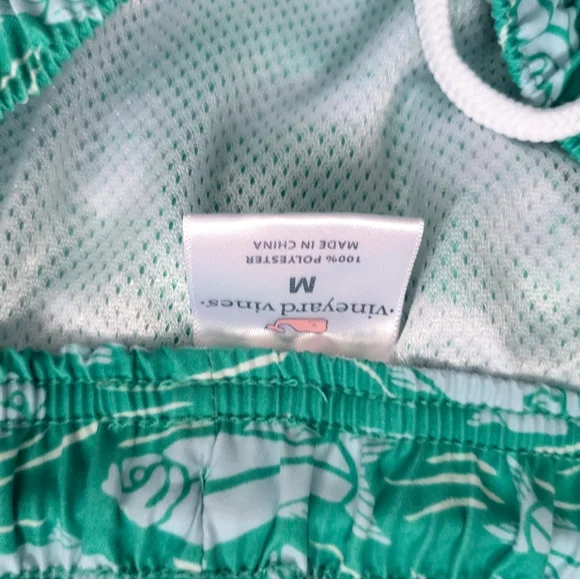 ·vineyard vines·
M
100% POLYESTER
MADE IN CHINA